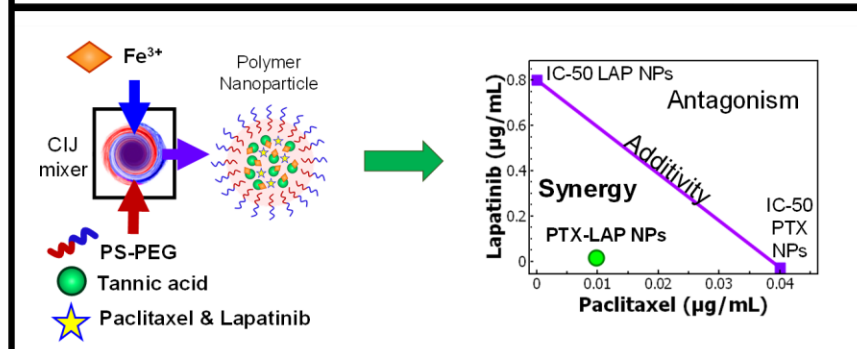 Fe³⁺
CIJ
mixer
Polymer
Nanoparticle
PS-PEG
Tannic acid
Paclitaxel & Lapatinib
Lapatinib (µg/mL)
0.8
0.6
0.4
0.2
0
IC-50 LAP NPs
Antagonism
Additivity
Synergy
IC-50
PTX
NPs
PTX-LAP NPs
0 0.01 0.02 0.03 0.04
Paclitaxel (µg/mL)